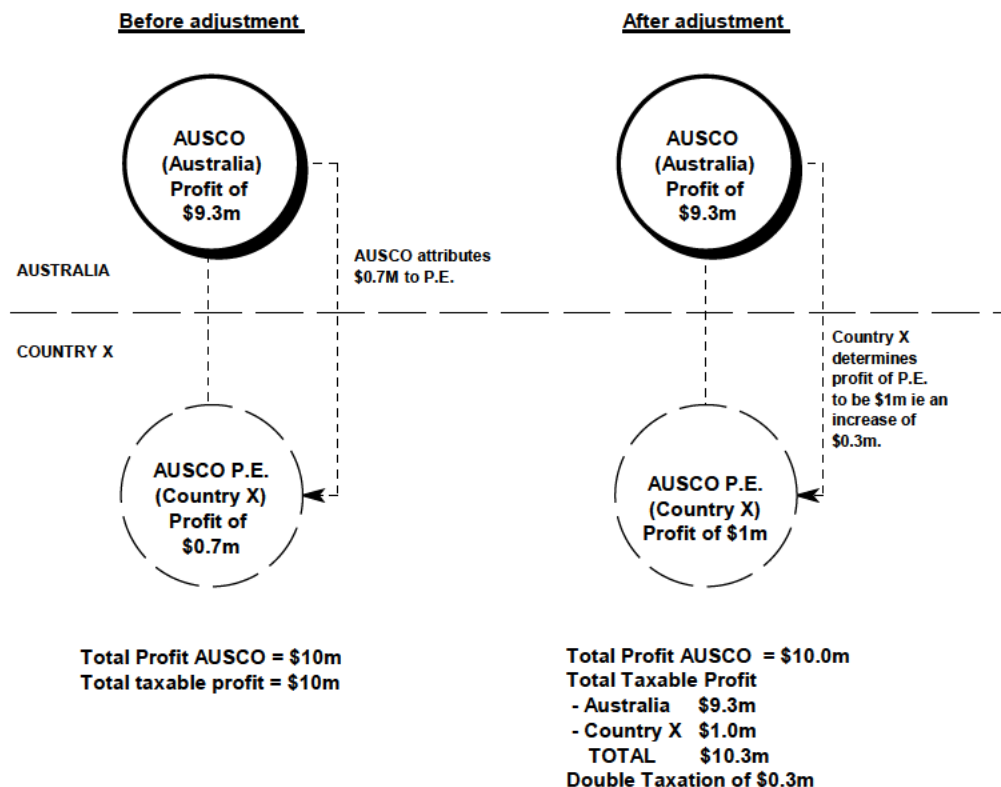 Before adjustment
AUSCO
(Australia)
Profit of
$9.3m
AUSCO attributes
$0.7M to P.E.
AUSTRALIA
COUNTRY X
AUSCO P.E.
(Country X)
Profit of
$0.7m
Total Profit AUSCO = $10m
Total taxable profit = $10m
After adjustment
AUSCO
(Australia)
Profit of
$9.3m
Country X
determines
profit of P.E.
to be $1m ie an
increase of
$0.3m.
AUSCO P.E.
(Country X)
Profit of $1m
Total Profit AUSCO = $10.0m
Total Taxable Profit
- Australia $9.3m
- Country X $1.0m
TOTAL $10.3m
Double Taxation of $0.3m